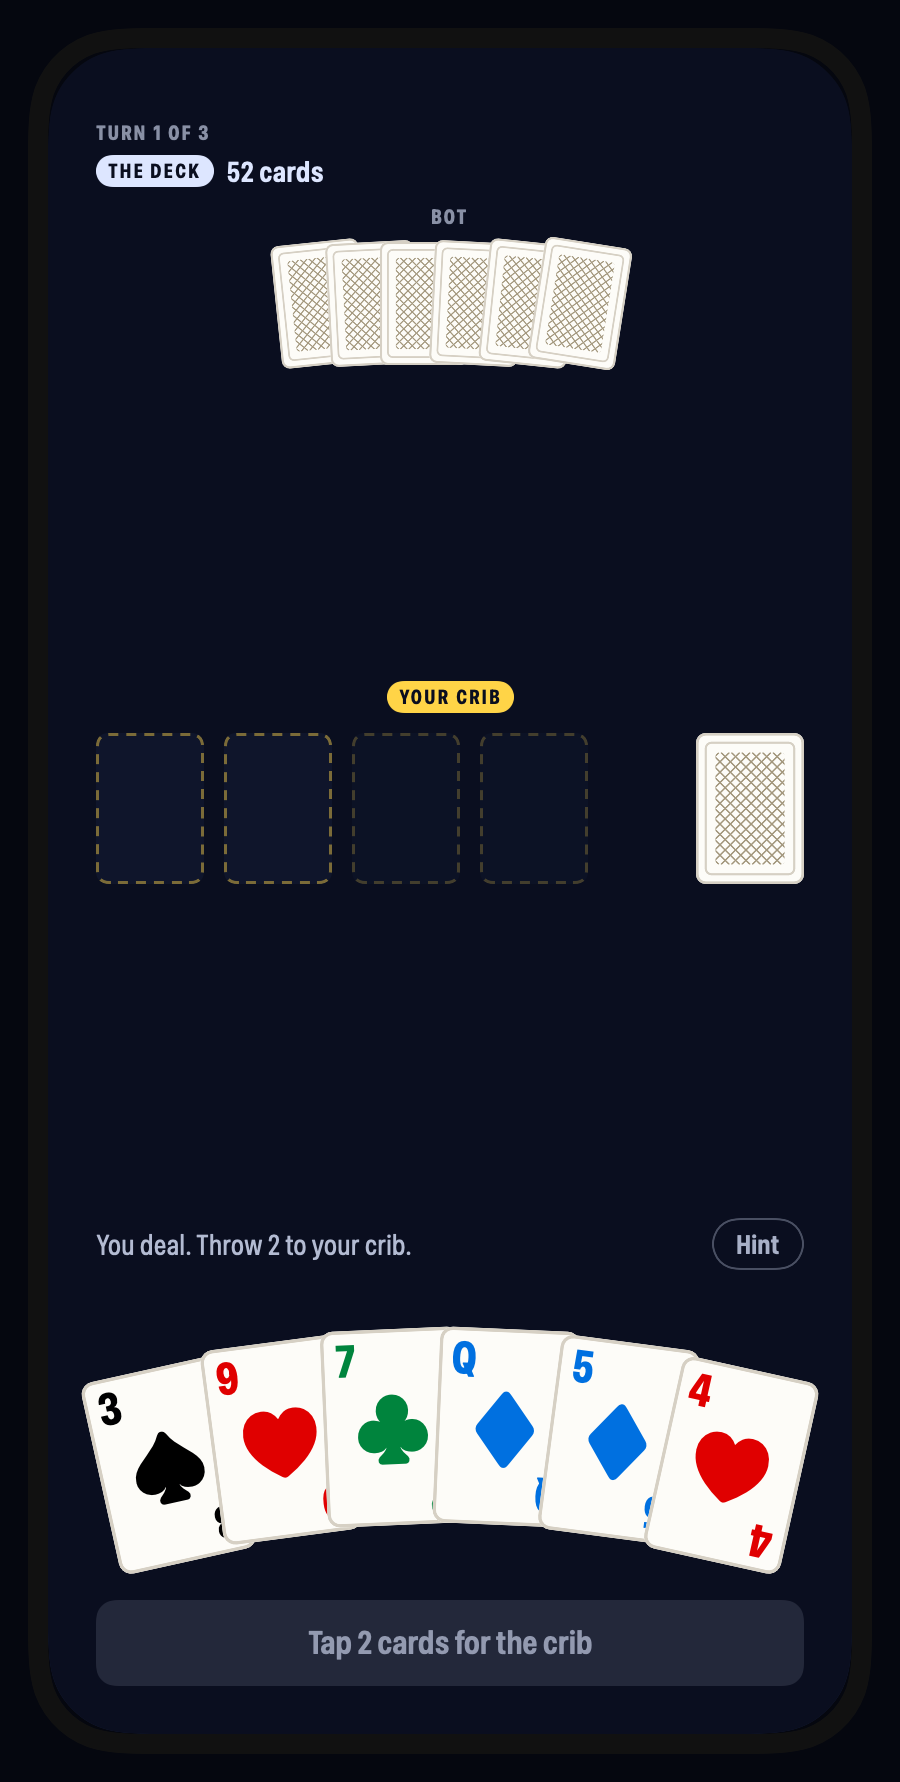 TURN 1 OF 3
THE DECK 52 cards
BOT
YOUR CRIB
You deal. Throw 2 to your crib.
Hint
3
9
7
Q
5
4
4
Tap 2 cards for the crib